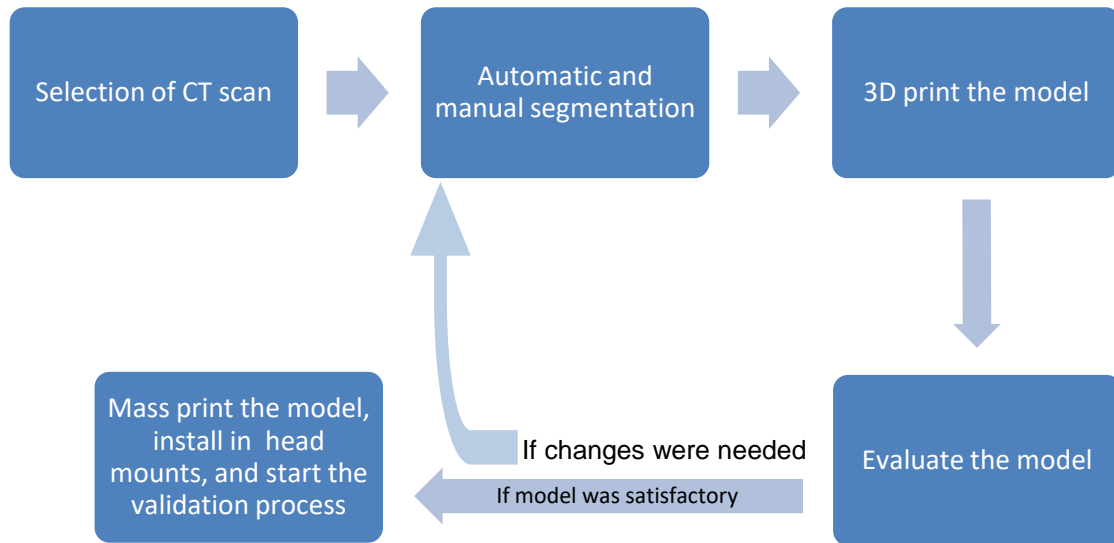 Selection of CT scan
Automatic and
manual segmentation
3D print the model
Mass print the model,
install in head
mounts, and start the
validation process
If changes were needed
If model was satisfactory
Evaluate the model